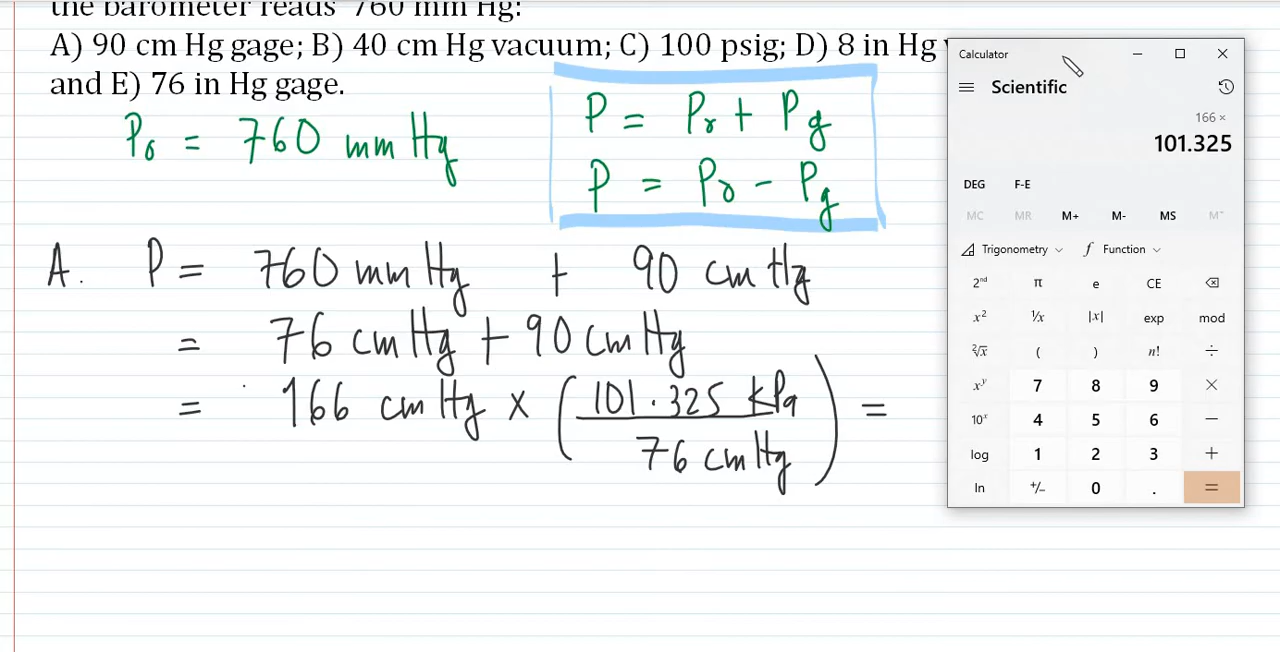 the barometer reads 760 mm Hg:
A) 90 cm Hg gage; B) 40 cm Hg vacuum; C) 100 psig; D) 8 in Hg
and E) 76 in Hg gage.
P₀ = 760 mm Hg
P = P₀ + Pg
P = P₀ - Pg
A. P = 760 mm Hg + 90 cm Hg
= 76 cm Hg + 90 cm Hg
= 166 cm Hg × (101.325 kPa / 76 cm Hg) =
Calculator
Scientific
166 ×
101.325
DEG F-E
MC MR M+ M- MS M˅
Trigonometry f Function
2ⁿᵈ π e CE
x² ¹/x |x| exp mod
²√x ( ) n! ÷
xʸ 7 8 9 ×
10ˣ 4 5 6 −
log 1 2 3 +
ln +/− 0 . =